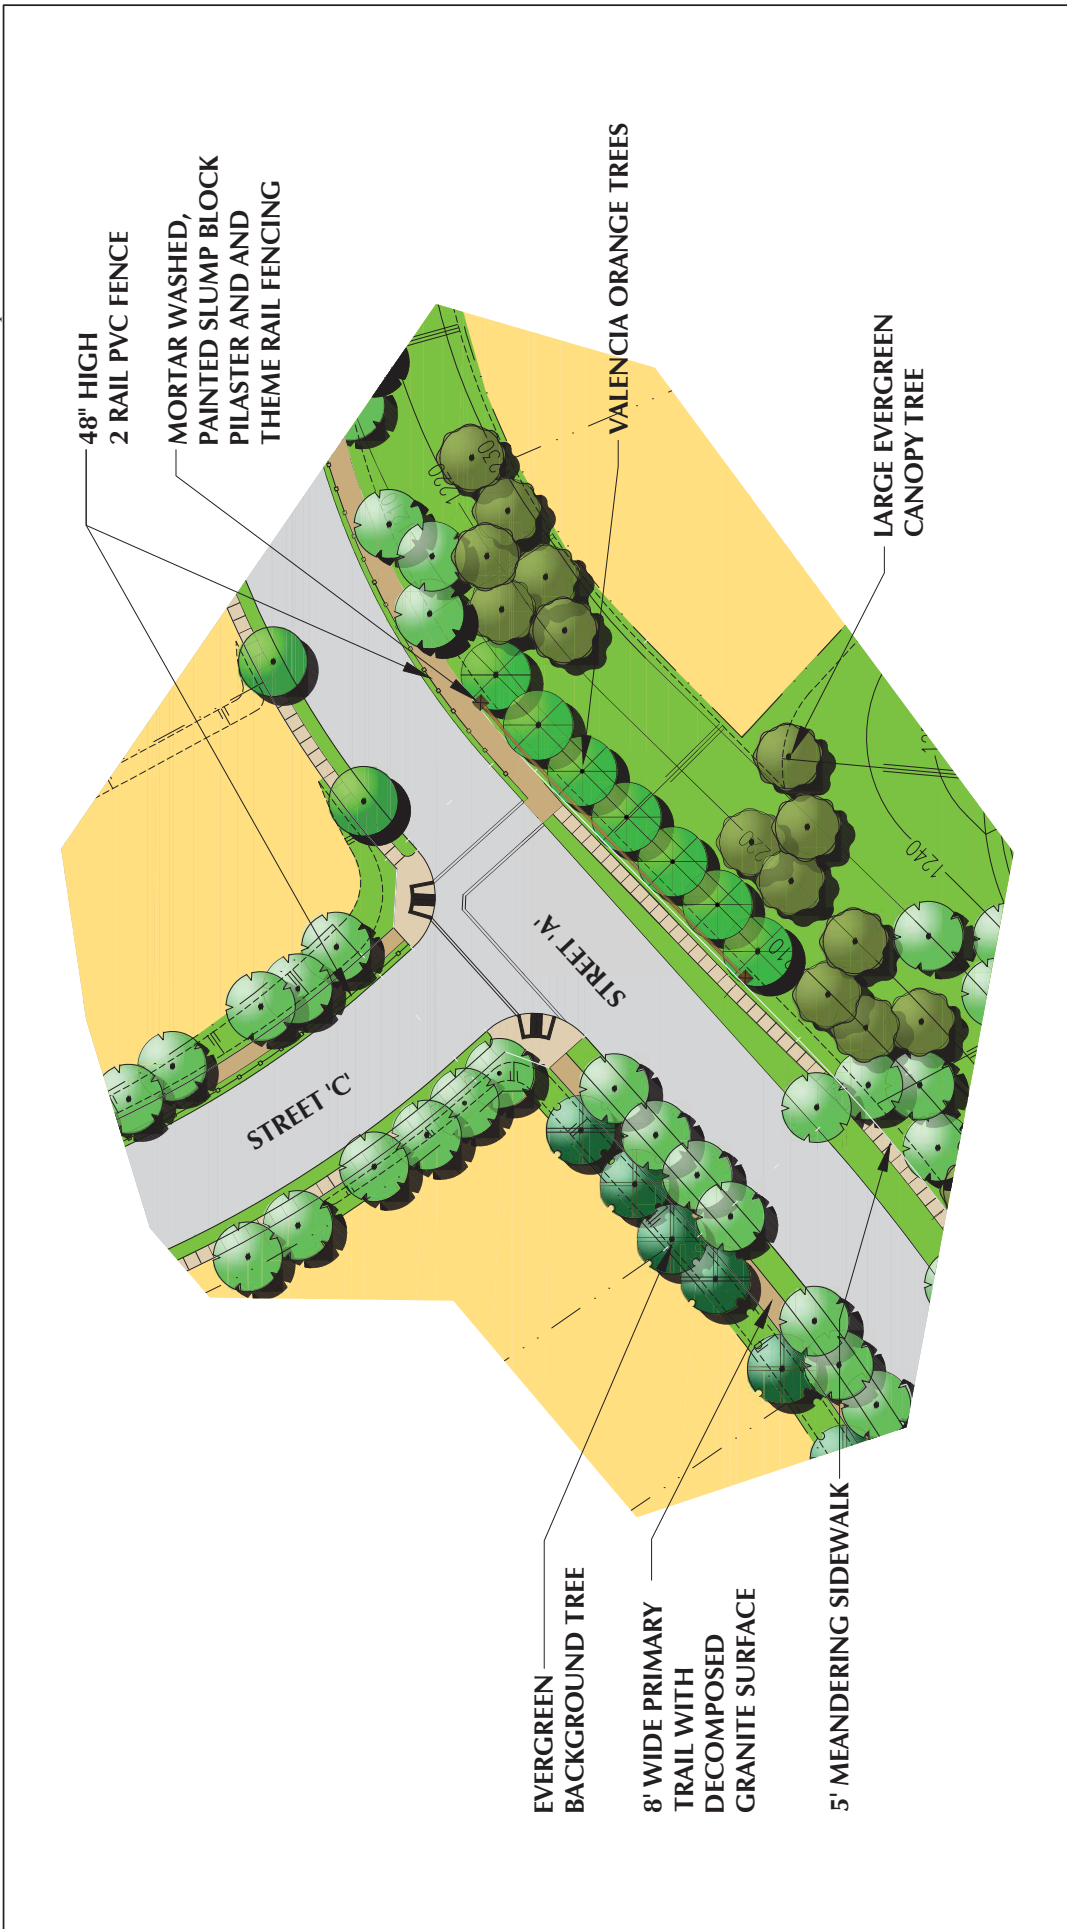 48" HIGH
2 RAIL PVC FENCE
MORTAR WASHED,
PAINTED SLUMP BLOCK
PILASTER AND AND
THEME RAIL FENCING
VALENCIA ORANGE TREES
LARGE EVERGREEN
CANOPY TREE
EVERGREEN
BACKGROUND TREE
8' WIDE PRIMARY
TRAIL WITH
DECOMPOSED
GRANITE SURFACE
5' MEANDERING SIDEWALK
STREET 'C'
STREET 'A'
1240